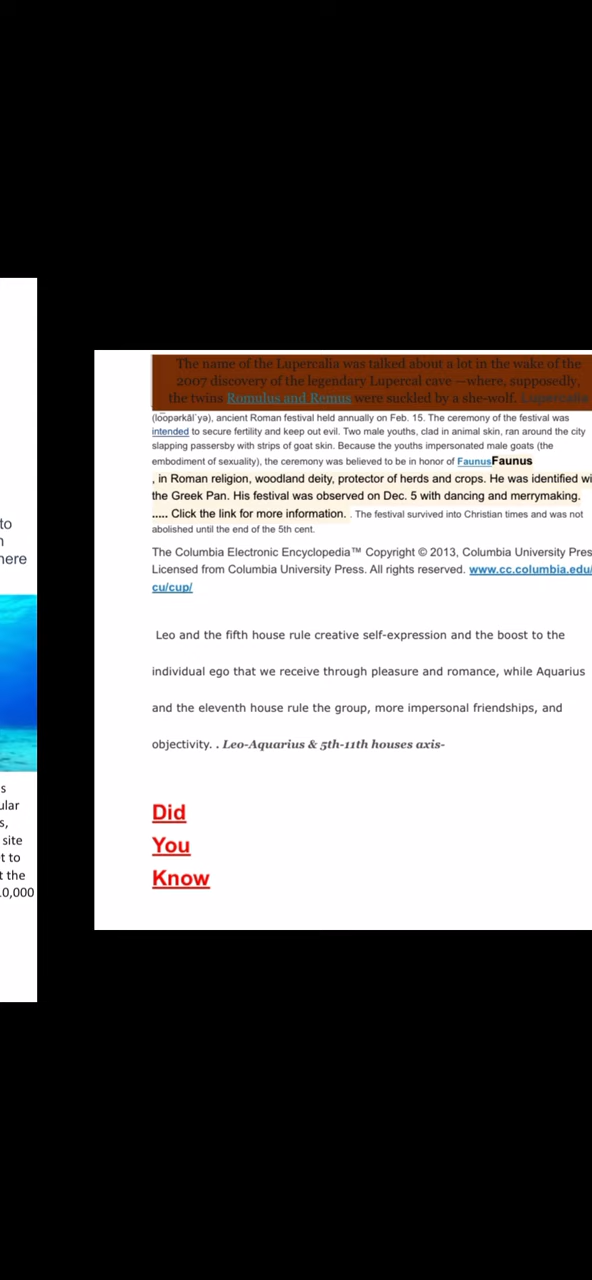 to
n
here
s
ular
s,
site
t to
t the
10,000
The name of the Lupercalia was talked about a lot in the wake of the
2007 discovery of the legendary Lupercal cave —where, supposedly,
the twins Romulus and Remus were suckled by a she-wolf. Lupercalia
(lo͞opərkāl´yə), ancient Roman festival held annually on Feb. 15. The ceremony of the festival was
intended to secure fertility and keep out evil. Two male youths, clad in animal skin, ran around the city
slapping passersby with strips of goat skin. Because the youths impersonated male goats (the
embodiment of sexuality), the ceremony was believed to be in honor of FaunusFaunus
, in Roman religion, woodland deity, protector of herds and crops. He was identified wi
the Greek Pan. His festival was observed on Dec. 5 with dancing and merrymaking.
..... Click the link for more information. . The festival survived into Christian times and was not
abolished until the end of the 5th cent.
The Columbia Electronic Encyclopedia™ Copyright © 2013, Columbia University Pres
Licensed from Columbia University Press. All rights reserved. www.cc.columbia.edu/
cu/cup/
Leo and the fifth house rule creative self-expression and the boost to the
individual ego that we receive through pleasure and romance, while Aquarius
and the eleventh house rule the group, more impersonal friendships, and
objectivity. . Leo-Aquarius & 5th-11th houses axis-
Did
You
Know